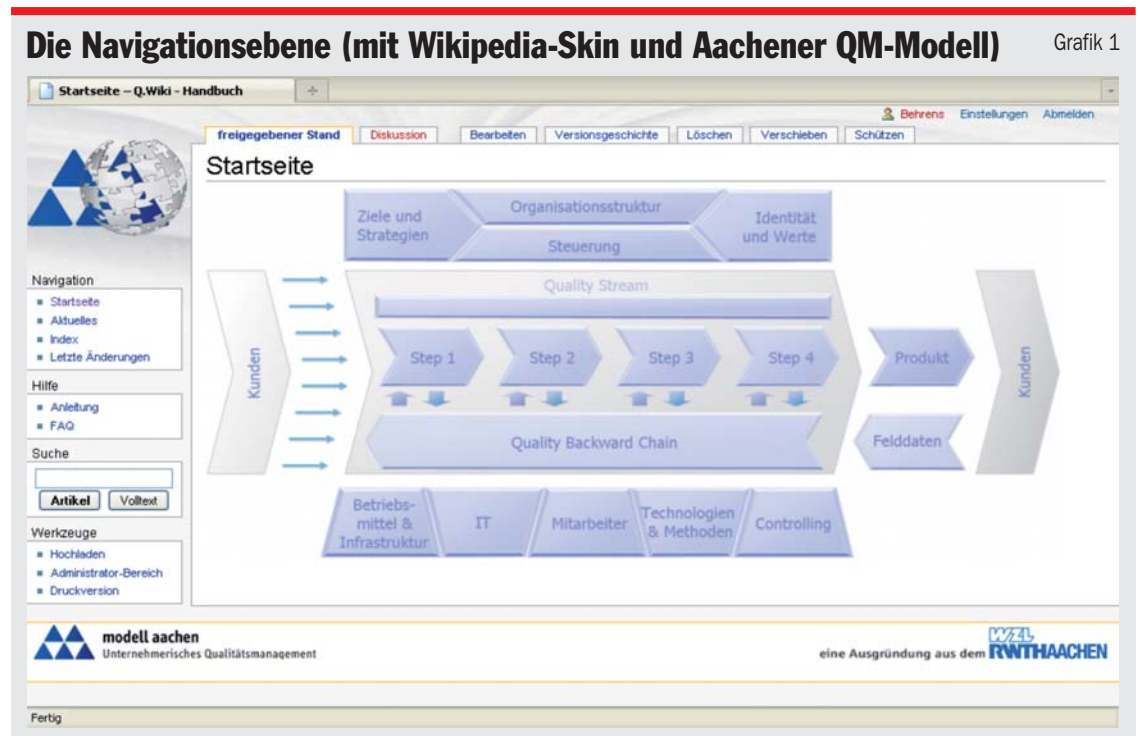 Die Navigationsebene (mit Wikipedia-Skin und Aachener QM-Modell)
Grafik 1
Startseite – Q.Wiki - Handbuch
Behrens Einstellungen Abmelden
freigegebener Stand Diskussion Bearbeiten Versionsgeschichte Löschen Verschieben Schützen
Startseite
Ziele und
Strategien
Organisationsstruktur
Steuerung
Identität
und Werte
Navigation
Startseite
Aktuelles
Index
Letzte Änderungen
Hilfe
Anleitung
FAQ
Suche
Artikel Volltext
Werkzeuge
Hochladen
Administrator-Bereich
Druckversion
Kunden
Quality Stream
Step 1
Step 2
Step 3
Step 4
Quality Backward Chain
Produkt
Felddaten
Kunden
Betriebs-
mittel &
Infrastruktur
IT
Mitarbeiter
Technologien
& Methoden
Controlling
modell aachen
Unternehmerisches Qualitätsmanagement
eine Ausgründung aus dem
WZL
RWTHAACHEN
Fertig